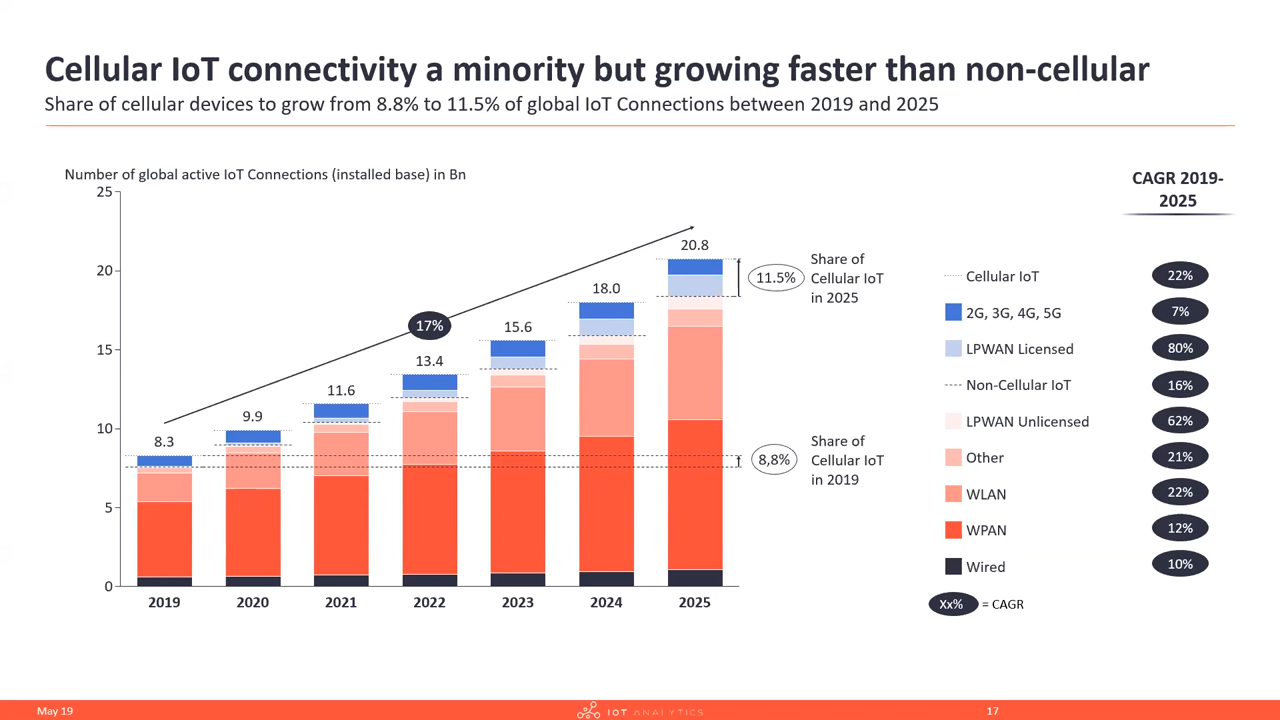 Cellular IoT connectivity a minority but growing faster than non-cellular
Share of cellular devices to grow from 8.8% to 11.5% of global IoT Connections between 2019 and 2025
Number of global active IoT Connections (installed base) in Bn
25
20
15
10
5
0
8.3
9.9
11.6
13.4
15.6
18.0
20.8
17%
2019
2020
2021
2022
2023
2024
2025
11.5%
Share of
Cellular IoT
in 2025
8,8%
Share of
Cellular IoT
in 2019
CAGR 2019-
2025
Cellular IoT 22%
2G, 3G, 4G, 5G 7%
LPWAN Licensed 80%
Non-Cellular IoT 16%
LPWAN Unlicensed 62%
Other 21%
WLAN 22%
WPAN 12%
Wired 10%
Xx% = CAGR
May 19
IOT ANALYTICS
17